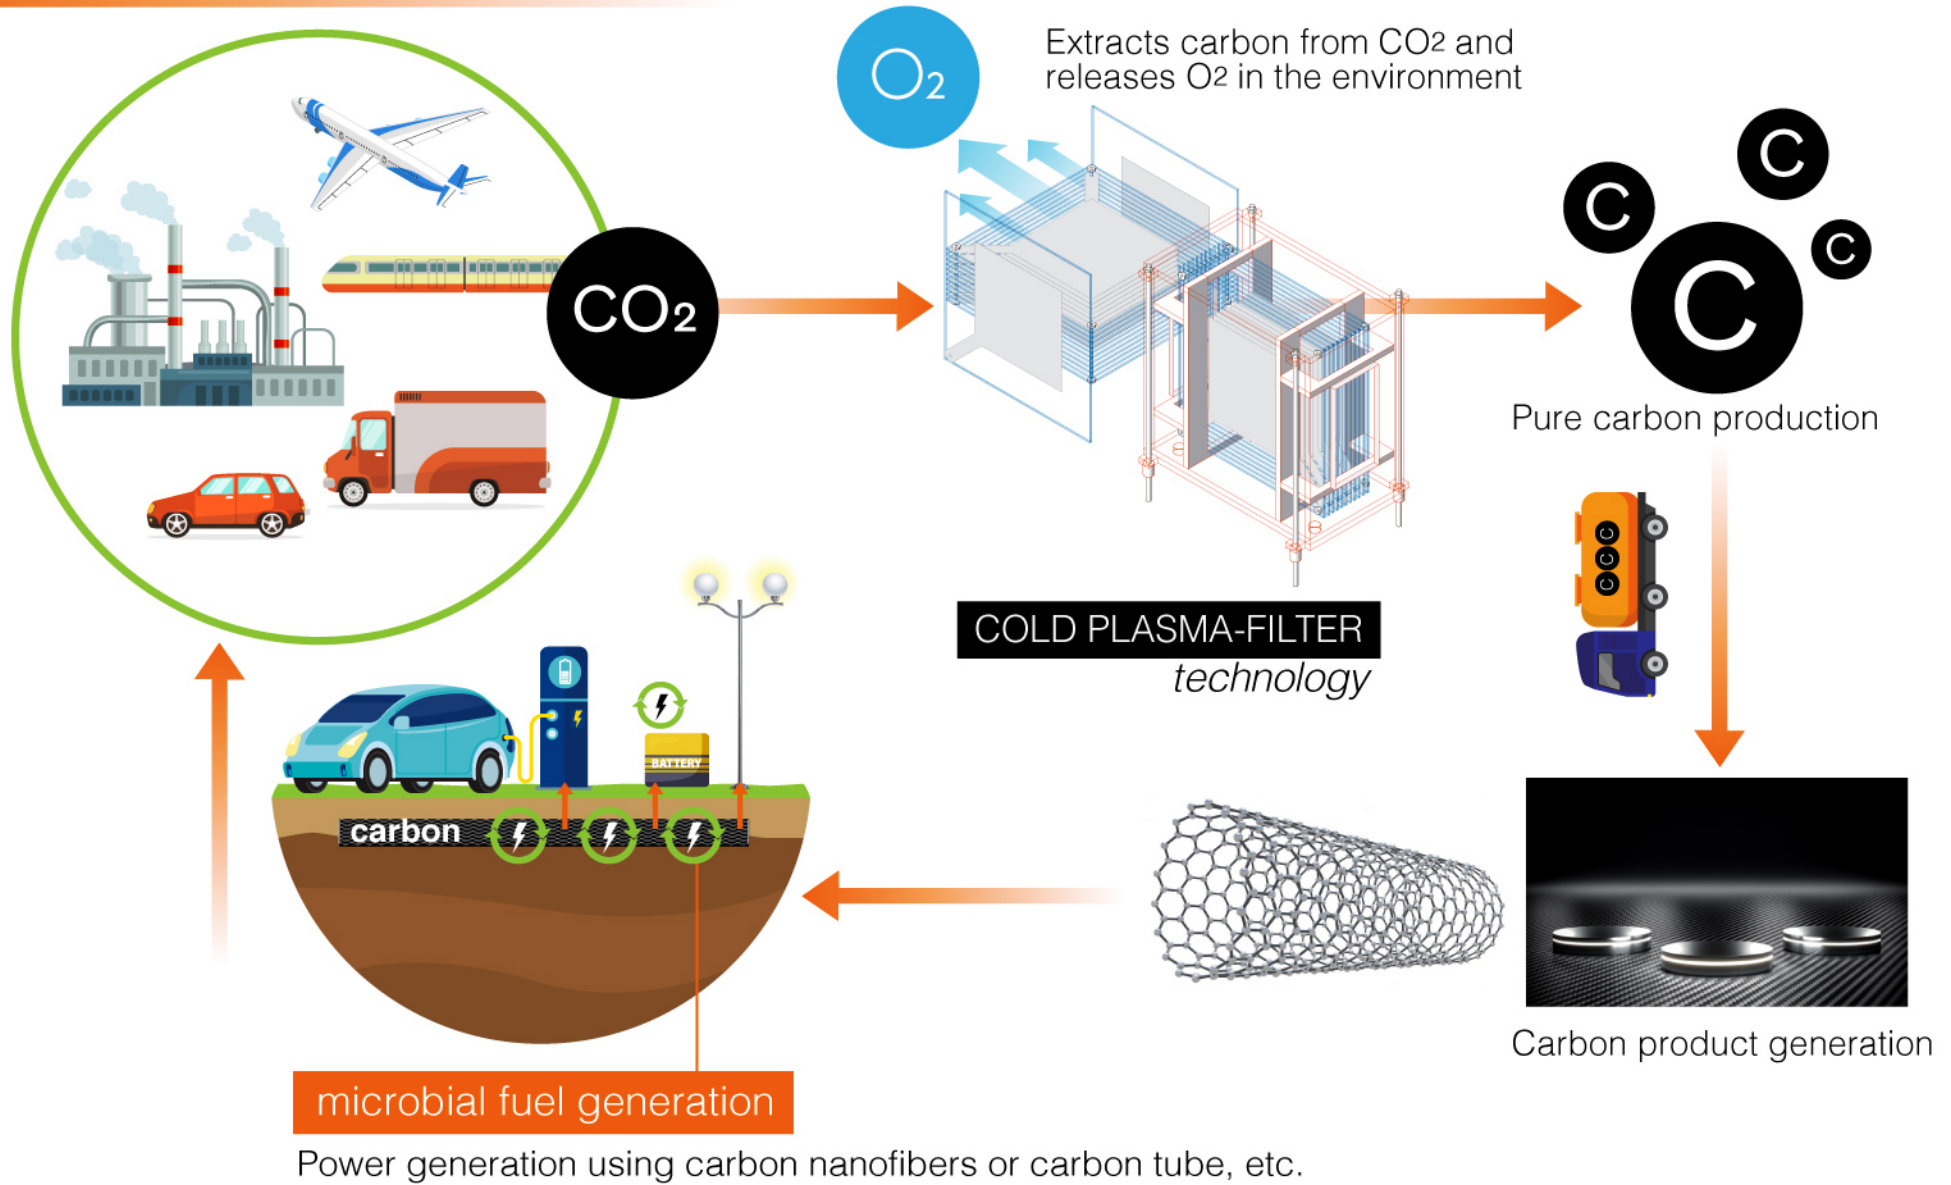 O2
Extracts carbon from CO2 and
releases O2 in the environment
C
C
C
C
CO2
Pure carbon production
C
C
C
COLD PLASMA-FILTER
technology
BATTERY
carbon
Carbon product generation
microbial fuel generation
Power generation using carbon nanofibers or carbon tube, etc.